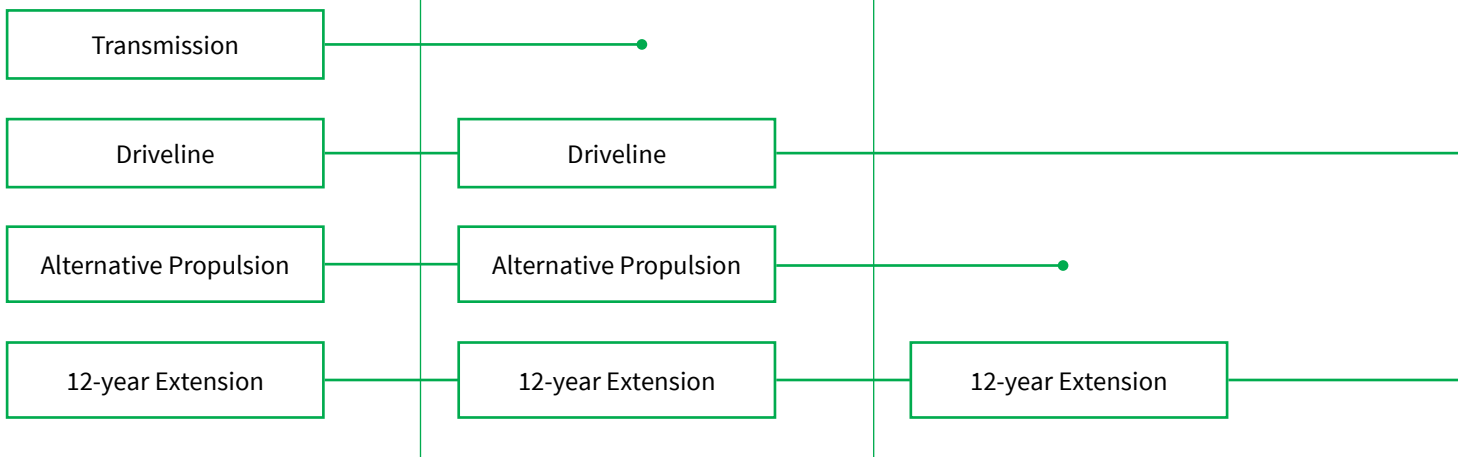 Transmission
Driveline
Driveline
Alternative Propulsion
Alternative Propulsion
12-year Extension
12-year Extension
12-year Extension